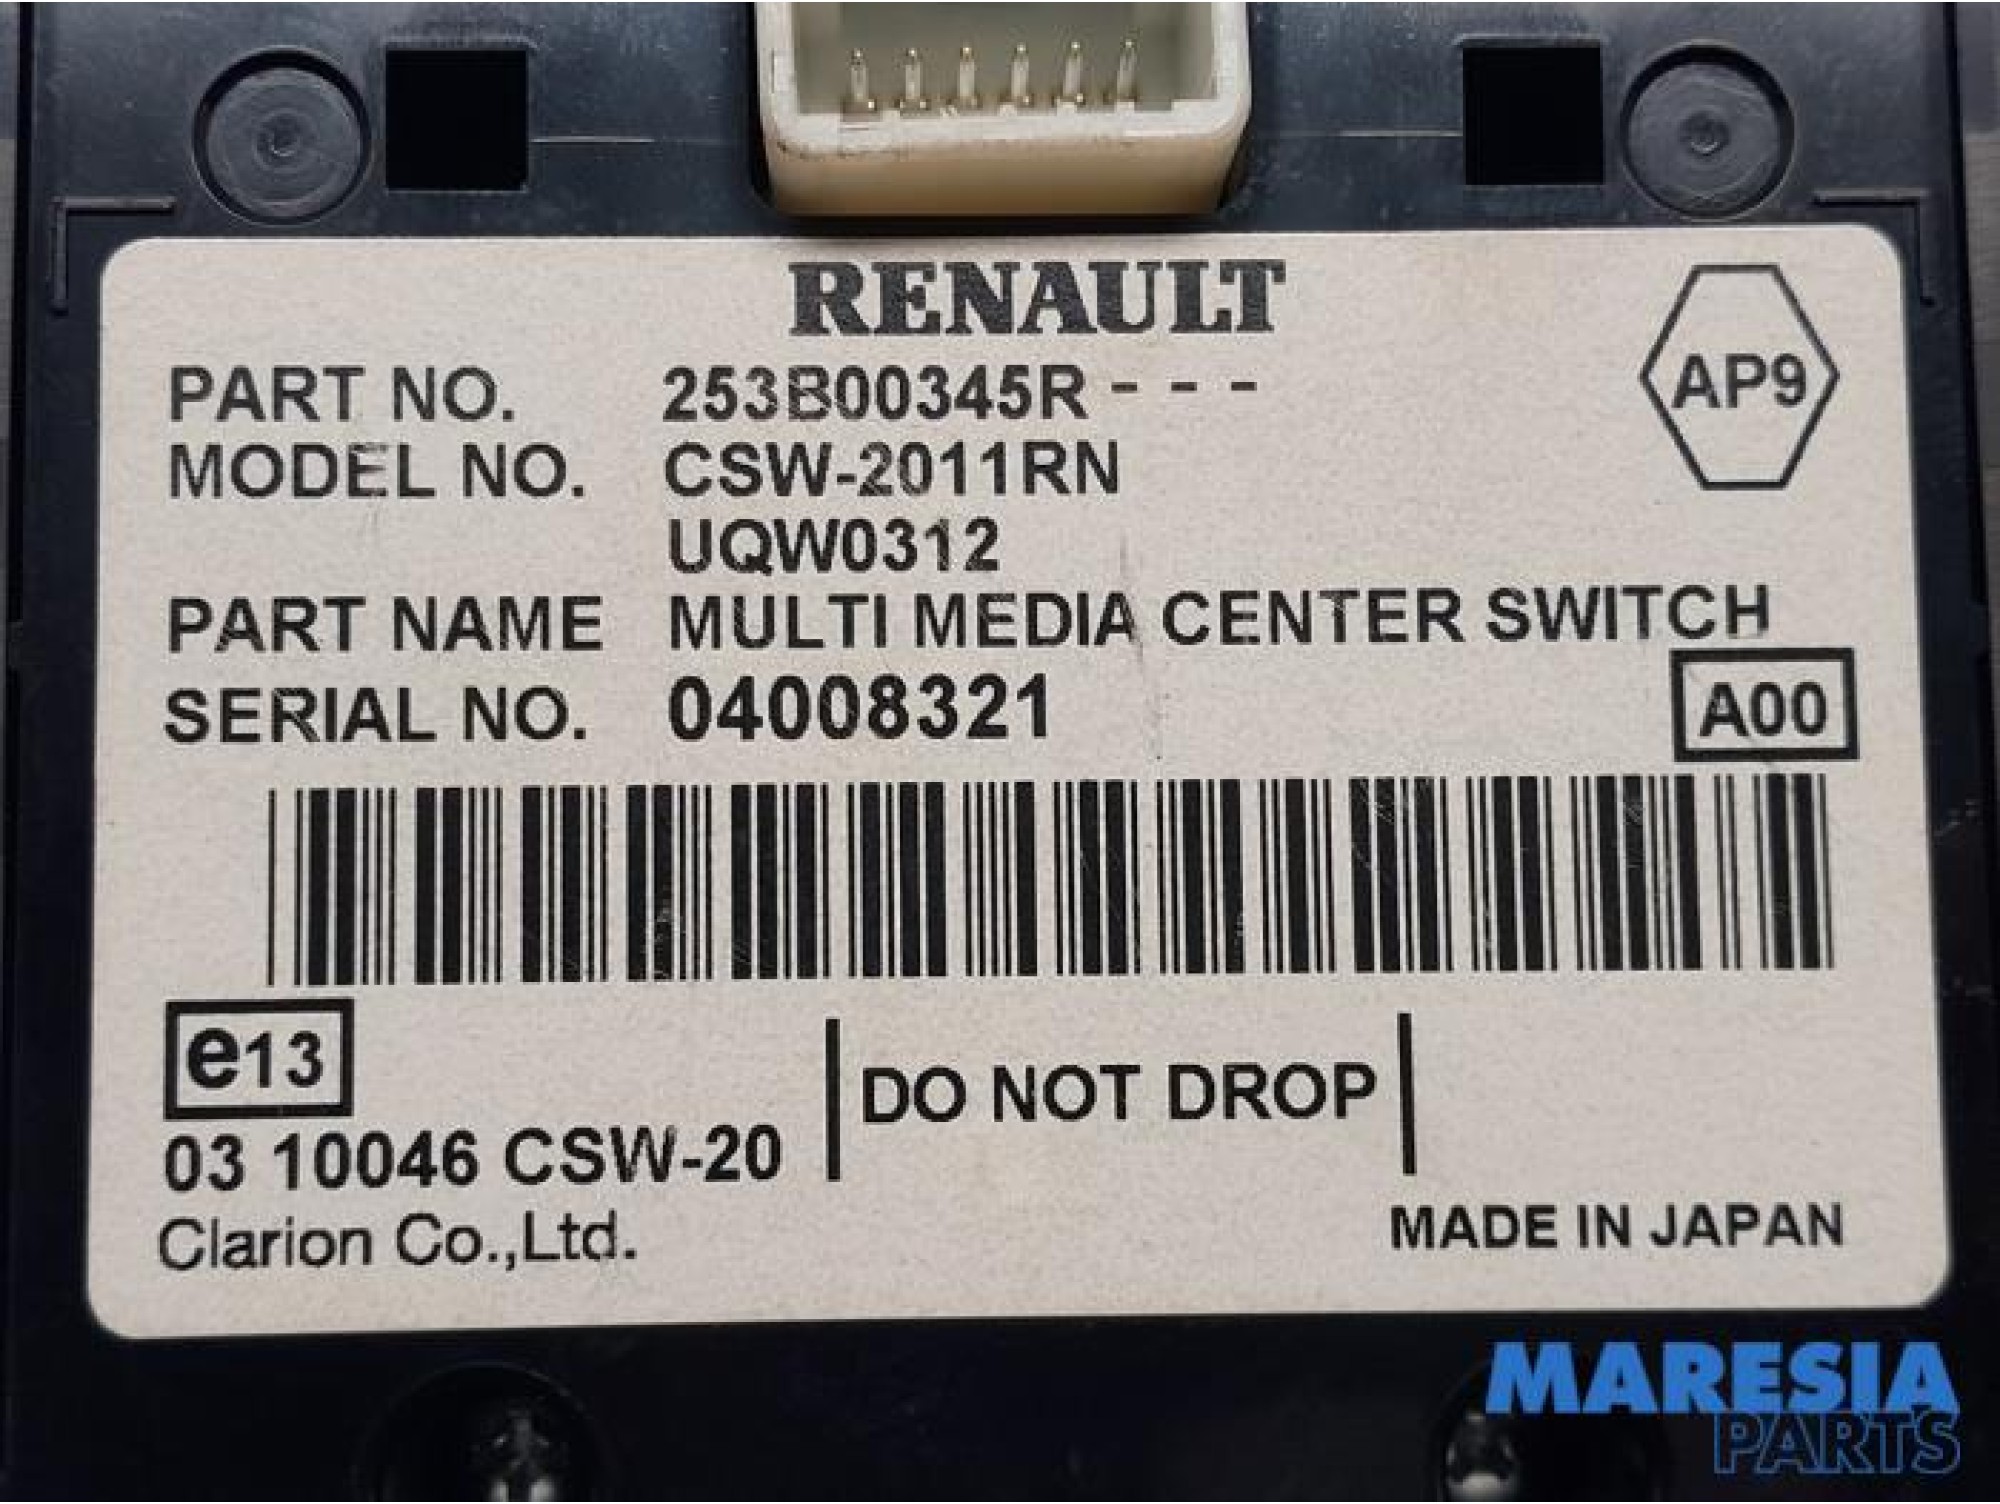 RENAULT
AP9
PART NO. 253B00345R - - -
MODEL NO. CSW-2011RN
UQW0312
PART NAME MULTI MEDIA CENTER SWITCH
SERIAL NO. 04008321
A00
e13
DO NOT DROP
03 10046 CSW-20
Clarion Co.,Ltd.
MADE IN JAPAN
MARESIA
PARTS